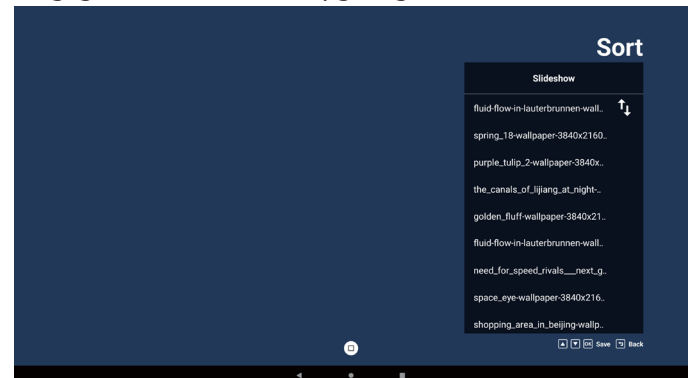 Sort
Slideshow
fluid-flow-in-lauterbrunnen-wall..
spring_18-wallpaper-3840x2160..
purple_tulip_2-wallpaper-3840x..
the_canals_of_lijiang_at_night-..
golden_fluff-wallpaper-3840x21..
fluid-flow-in-lauterbrunnen-wall..
need_for_speed_rivals___next_g..
space_eye-wallpaper-3840x216..
shopping_area_in_beijing-wallp..
OK Save Back